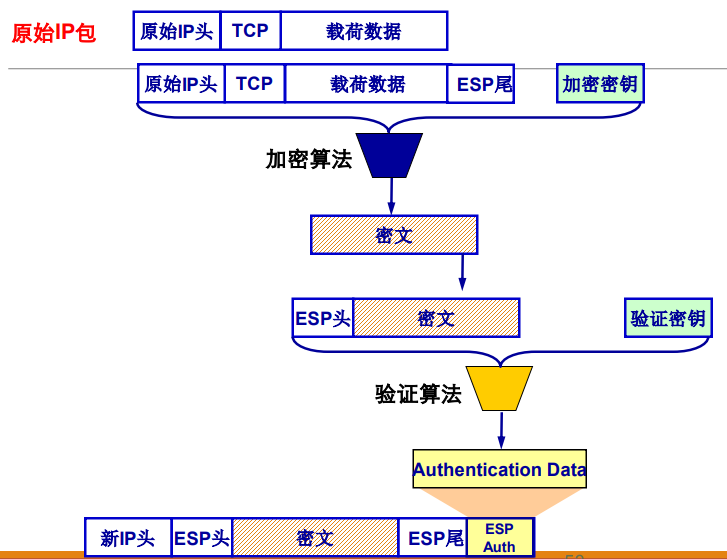 原始IP包
原始IP头 TCP 载荷数据
原始IP头 TCP 载荷数据 ESP尾 加密密钥
加密算法
密文
ESP头 密文 验证密钥
验证算法
Authentication Data
新IP头 ESP头 密文 ESP尾 ESP
Auth